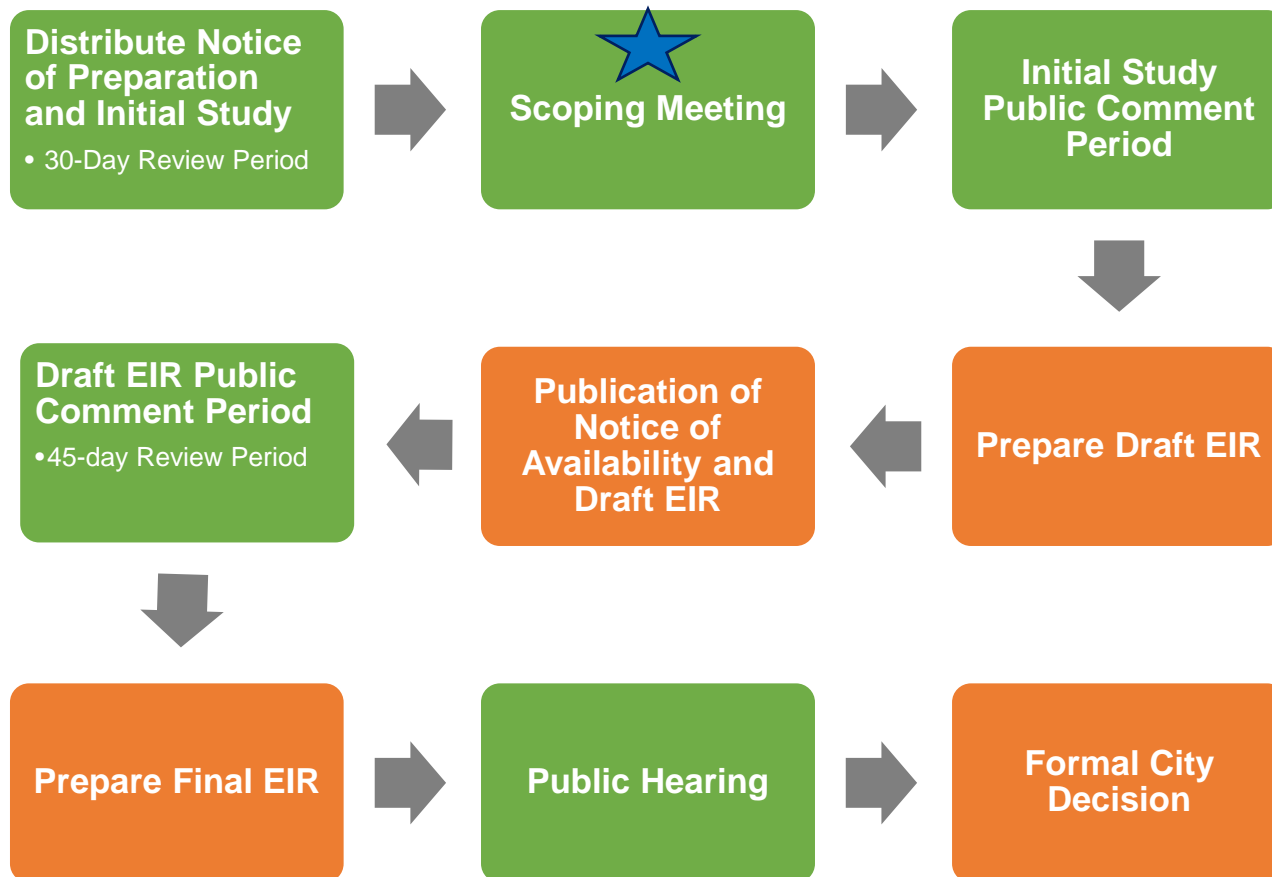 Distribute Notice
of Preparation
and Initial Study
• 30-Day Review Period
Scoping Meeting
Initial Study
Public Comment
Period
Prepare Draft EIR
Publication of
Notice of
Availability and
Draft EIR
Draft EIR Public
Comment Period
•45-day Review Period
Prepare Final EIR
Public Hearing
Formal City
Decision